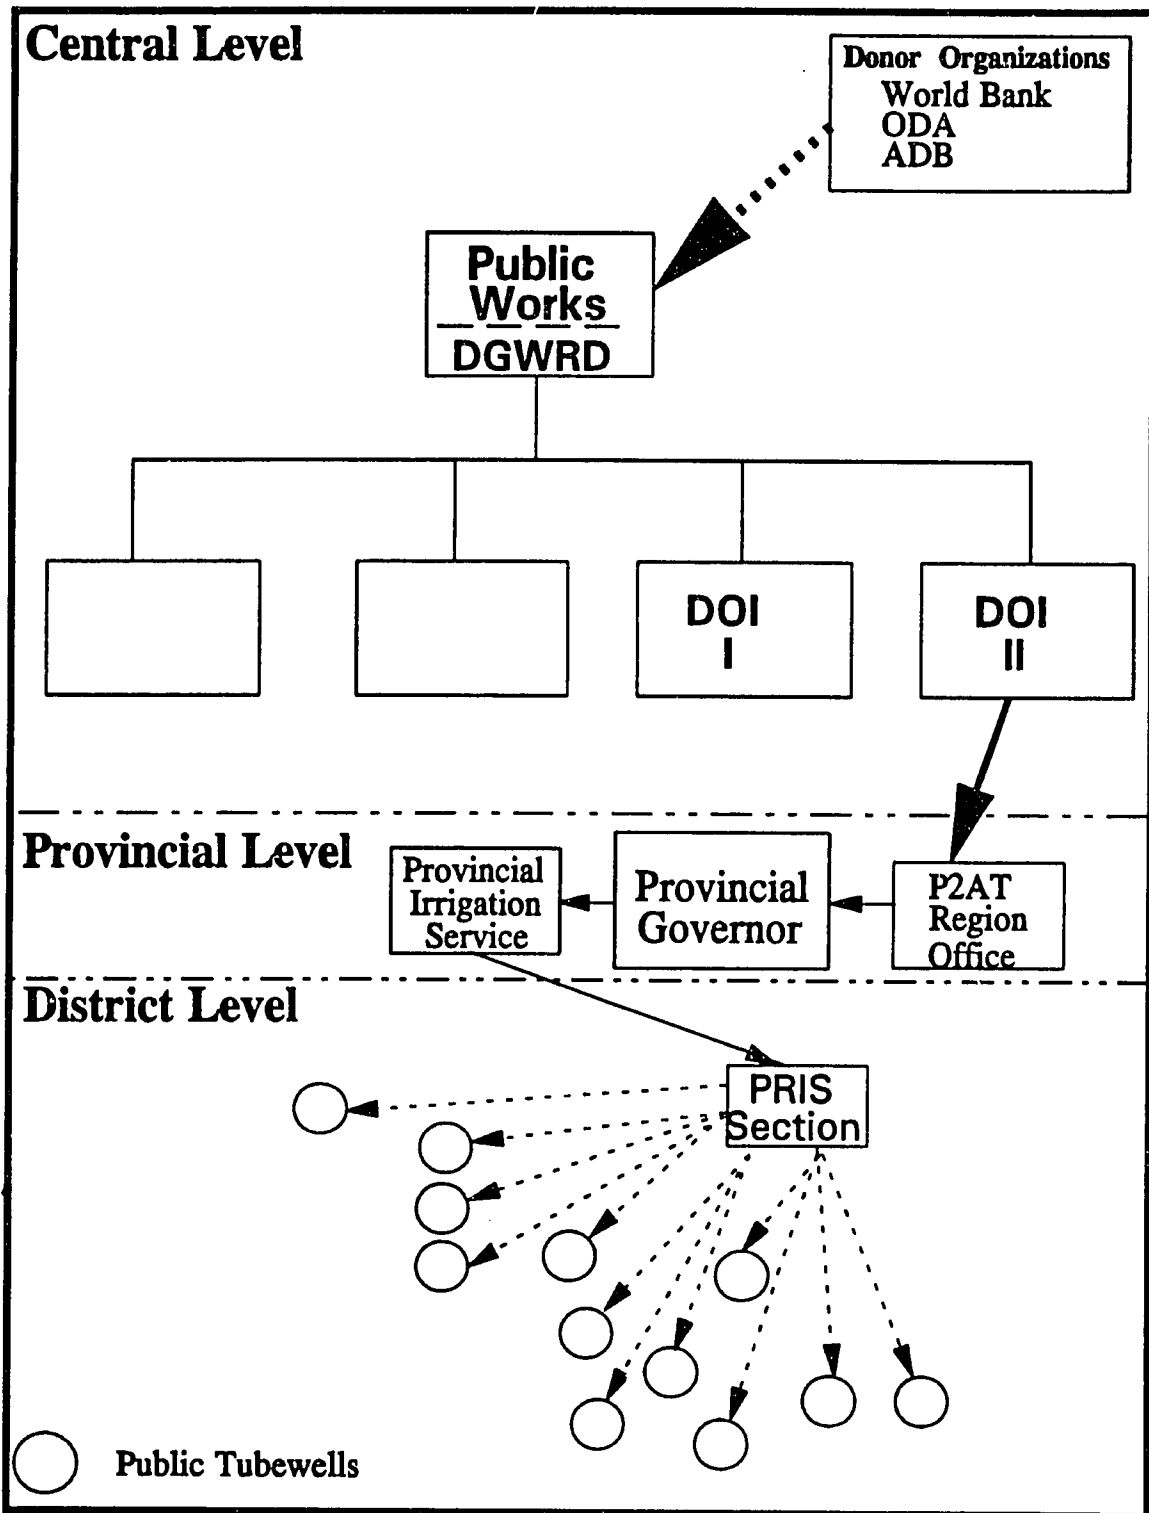 Central Level
Donor Organizations
World Bank
ODA
ADB
Public
Works
DGWRD
DOI
I
DOI
II
Provincial Level
Provincial
Irrigation
Service
Provincial
Governor
P2AT
Region
Office
District Level
PRIS
Section
Public Tubewells